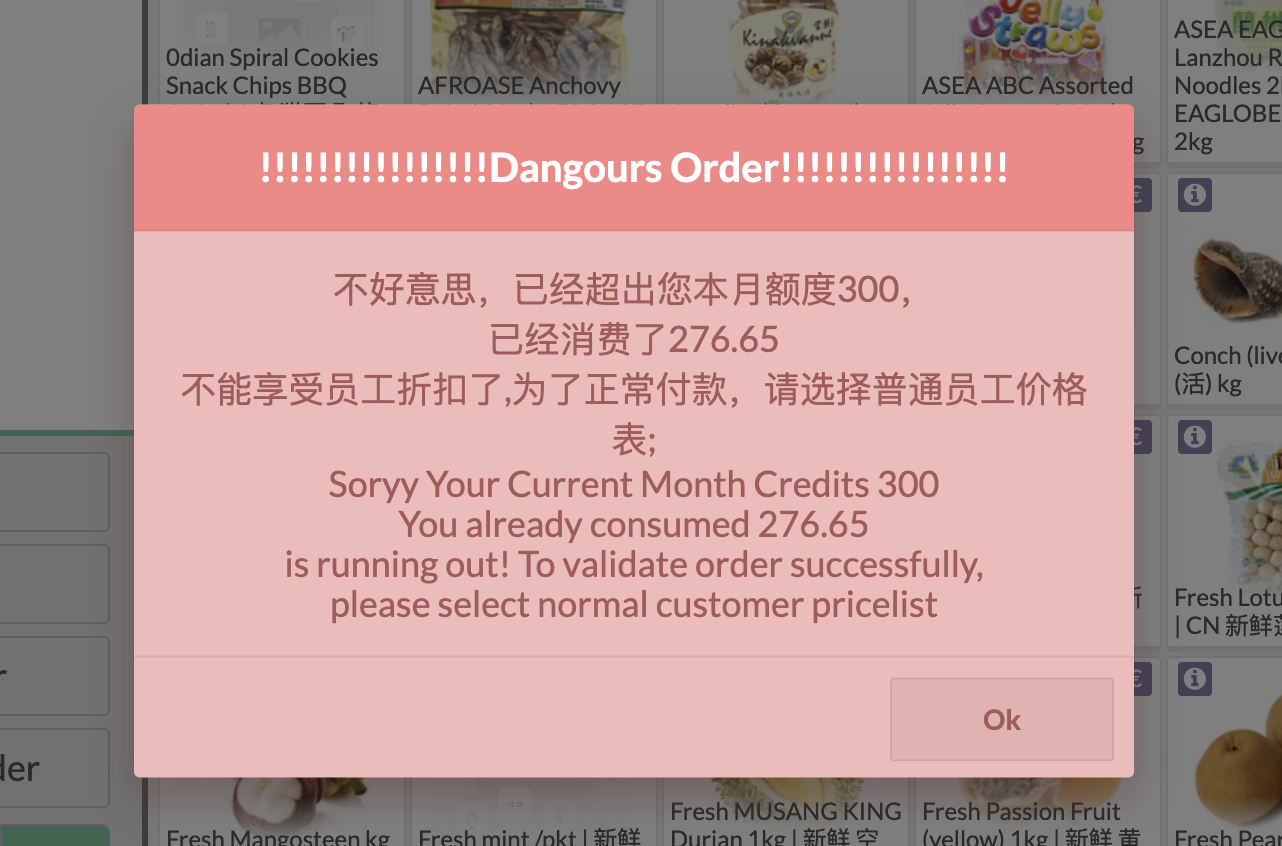 0dian Spiral Cookies
Snack Chips BBQ
AFROASE Anchovy
Kinakvanne
Jelly
Straws
ASEA ABC Assorted
g
ASEA EAG
Lanzhou R
Noodles 2
EAGLOBE
2kg
!!!!!!!!!!!!!!!!Dangours Order!!!!!!!!!!!!!!!!
不好意思，已经超出您本月额度300，
已经消费了276.65
不能享受员工折扣了,为了正常付款，请选择普通员工价格
表;
Soryy Your Current Month Credits 300
You already consumed 276.65
is running out! To validate order successfully,
please select normal customer pricelist
Ok
€
Conch (live
(活) kg
€
Fresh Lotu
| CN 新鲜莲
€
r
der
Fresh Mangosteen kg
Fresh mint /pkt | 新鲜
Fresh MUSANG KING
Durian 1kg | 新鲜 空
Fresh Passion Fruit
(yellow) 1kg | 新鲜 黄
Fresh Pear